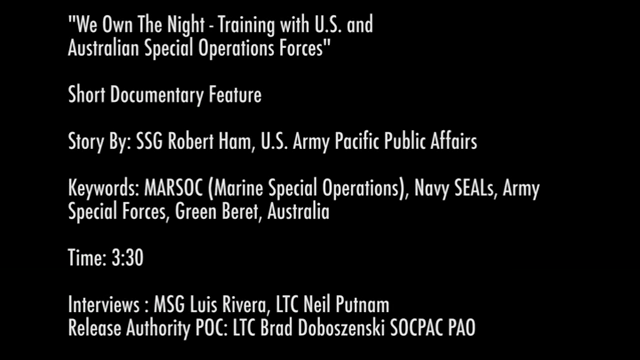 "We Own The Night - Training with U.S. and
Australian Special Operations Forces"
Short Documentary Feature
Story By: SSG Robert Ham, U.S. Army Pacific Public Affairs
Keywords: MARSOC (Marine Special Operations), Navy SEALs, Army
Special Forces, Green Beret, Australia
Time: 3:30
Interviews : MSG Luis Rivera, LTC Neil Putnam
Release Authority POC: LTC Brad Doboszenski SOCPAC PAO